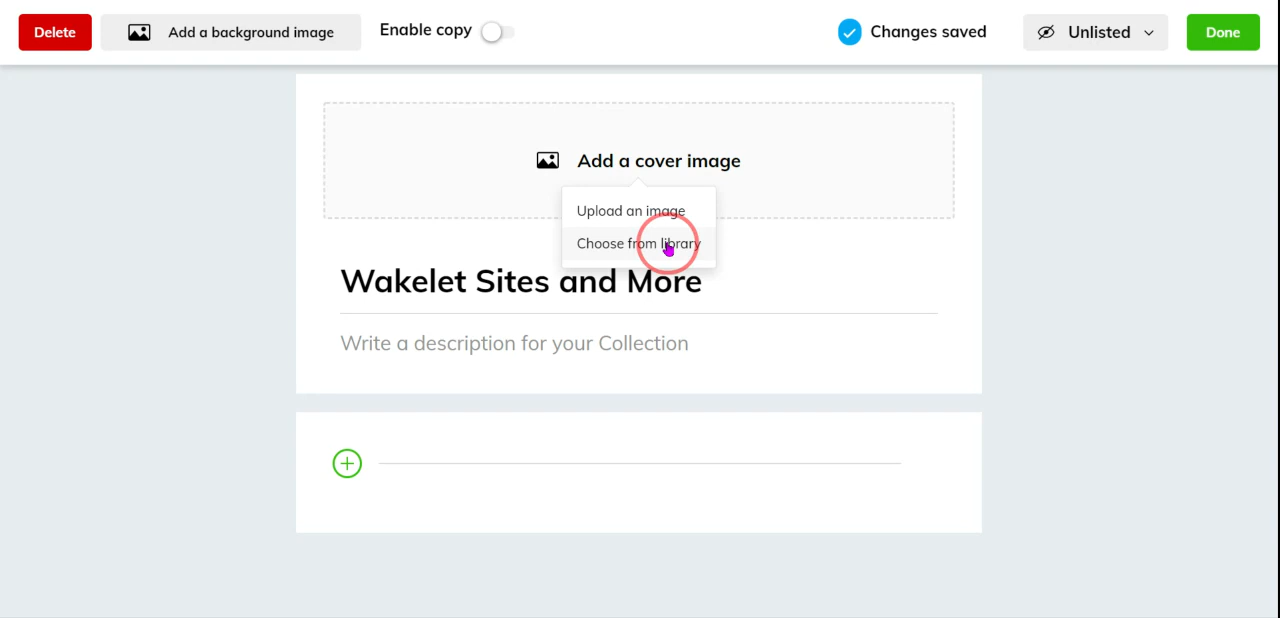 Delete
Add a background image
Enable copy
Changes saved
Unlisted
Done
Add a cover image
Upload an image
Choose from library
Wakelet Sites and More
Write a description for your Collection